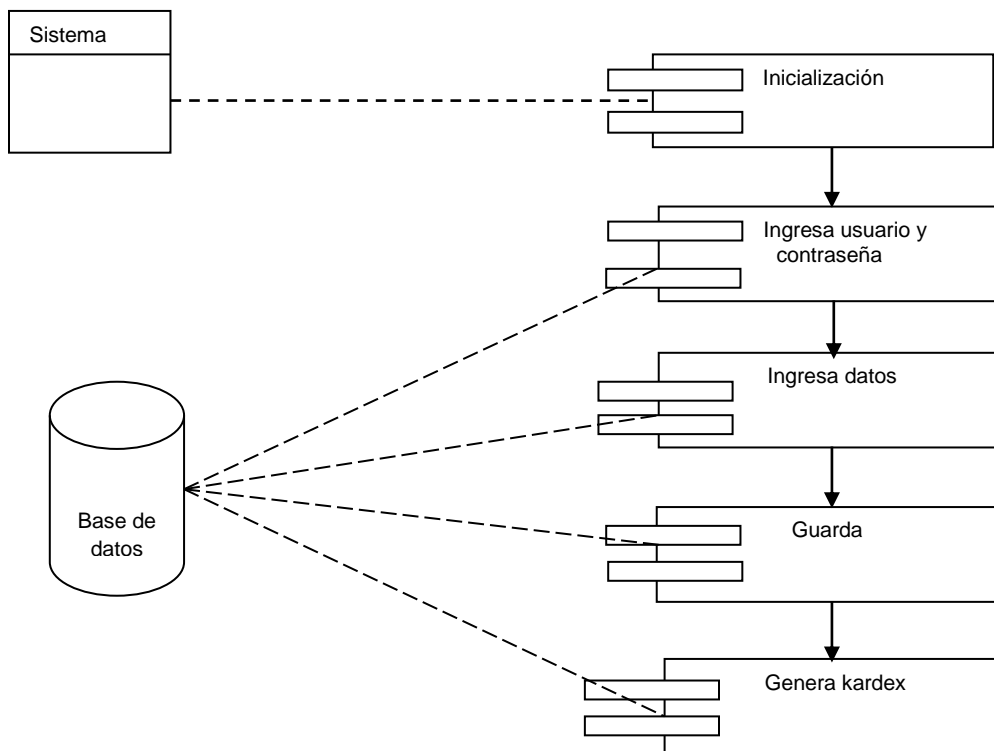 Sistema
Inicialización
Ingresa usuario y
contraseña
Ingresa datos
Base de
datos
Guarda
Genera kardex